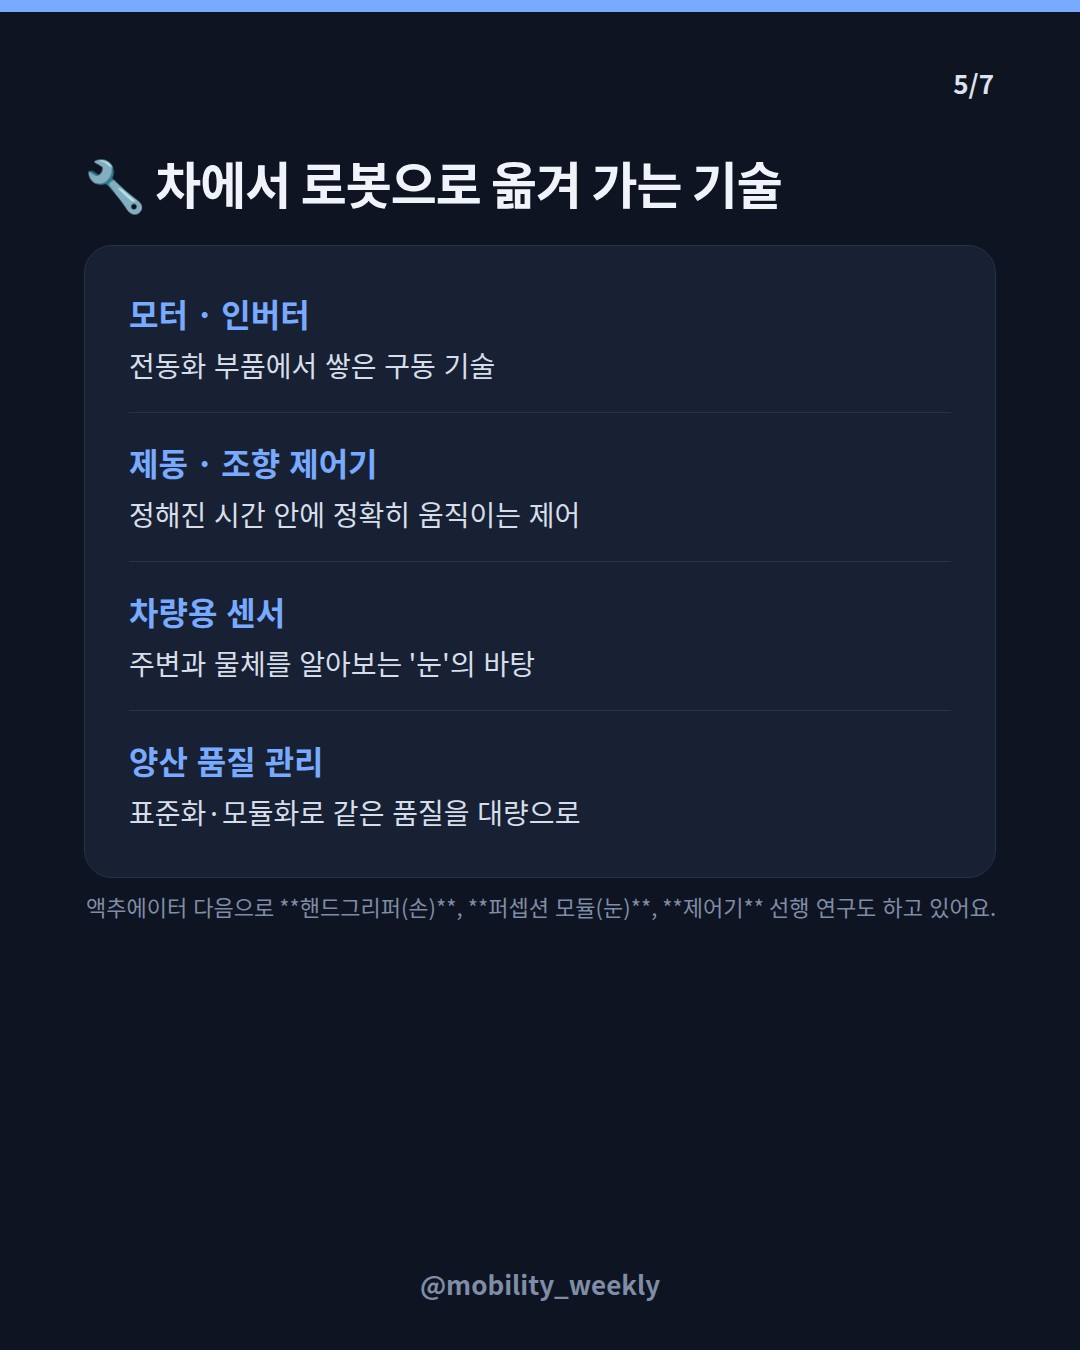 5/7
🔧 차에서 로봇으로 옮겨 가는 기술
모터 · 인버터
전동화 부품에서 쌓은 구동 기술
제동 · 조향 제어기
정해진 시간 안에 정확히 움직이는 제어
차량용 센서
주변과 물체를 알아보는 '눈'의 바탕
양산 품질 관리
표준화·모듈화로 같은 품질을 대량으로
액추에이터 다음으로 **핸드그리퍼(손)**, **퍼셉션 모듈(눈)**, **제어기** 선행 연구도 하고 있어요.
@mobility_weekly